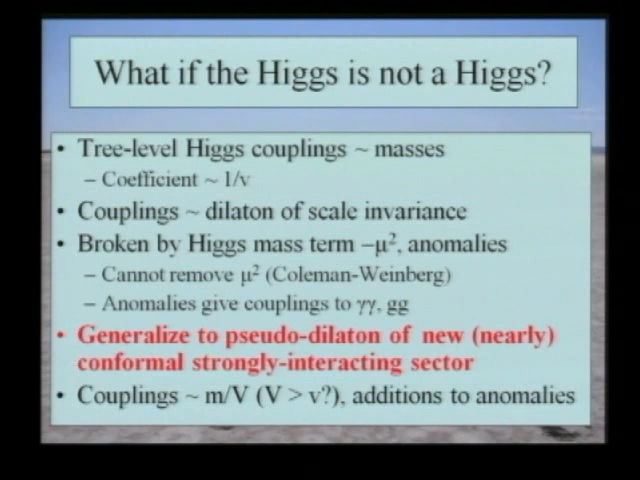 What if the Higgs is not a Higgs?
• Tree-level Higgs couplings ~ masses
– Coefficient ~ 1/v
• Couplings ~ dilaton of scale invariance
• Broken by Higgs mass term –μ², anomalies
– Cannot remove μ² (Coleman-Weinberg)
– Anomalies give couplings to γγ, gg
• Generalize to pseudo-dilaton of new (nearly)
conformal strongly-interacting sector
• Couplings ~ m/V (V > v?), additions to anomalies